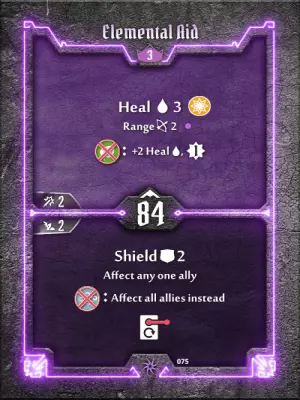 Elemental Aid
3
Heal 3
Range 2
: +2 Heal, 1
2
84
2
Shield 2
Affect any one ally
: Affect all allies instead
075